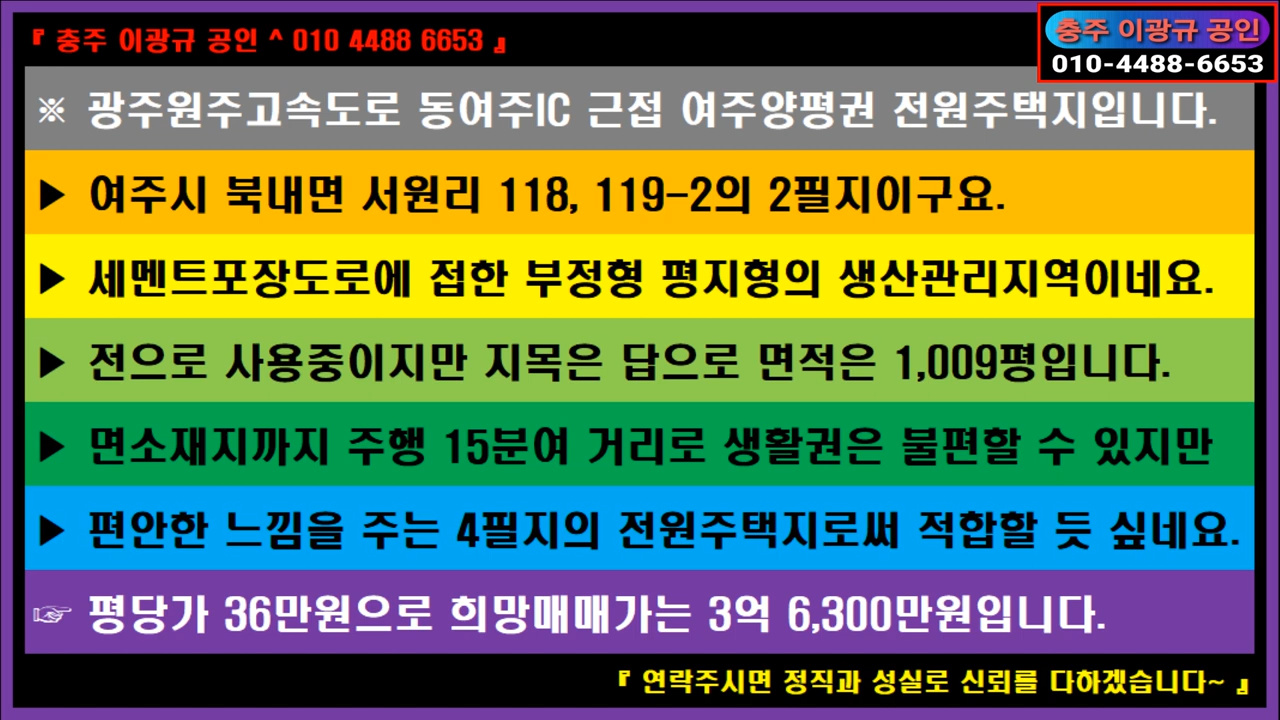 『 충주 이광규 공인 ^ 010 4488 6653 』
충주 이광규 공인
010-4488-6653
※ 광주원주고속도로 동여주IC 근접 여주양평권 전원주택지입니다.
▶ 여주시 북내면 서원리 118, 119-2의 2필지이구요.
▶ 세멘트포장도로에 접한 부정형 평지형의 생산관리지역이네요.
▶ 전으로 사용중이지만 지목은 답으로 면적은 1,009평입니다.
▶ 면소재지까지 주행 15분여 거리로 생활권은 불편할 수 있지만
▶ 편안한 느낌을 주는 4필지의 전원주택지로써 적합할 듯 싶네요.
☞ 평당가 36만원으로 희망매매가는 3억 6,300만원입니다.
『 연락주시면 정직과 성실로 신뢰를 다하겠습니다~ 』